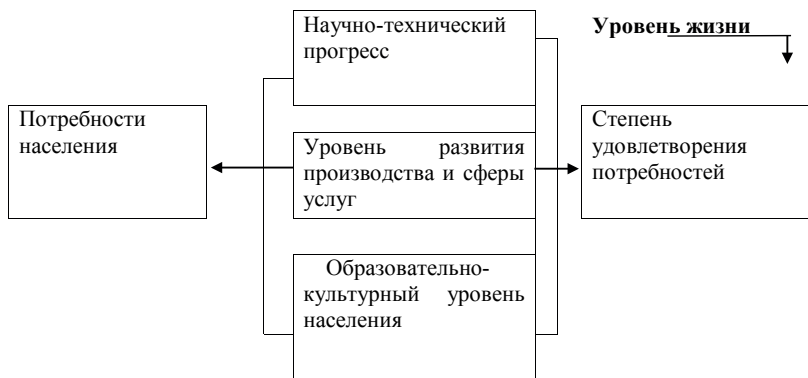 Научно-технический
прогресс
Уровень жизни
Потребности
населения
Уровень развития
производства и сферы
услуг
Степень
удовлетворения
потребностей
Образовательно-
культурный уровень
населения